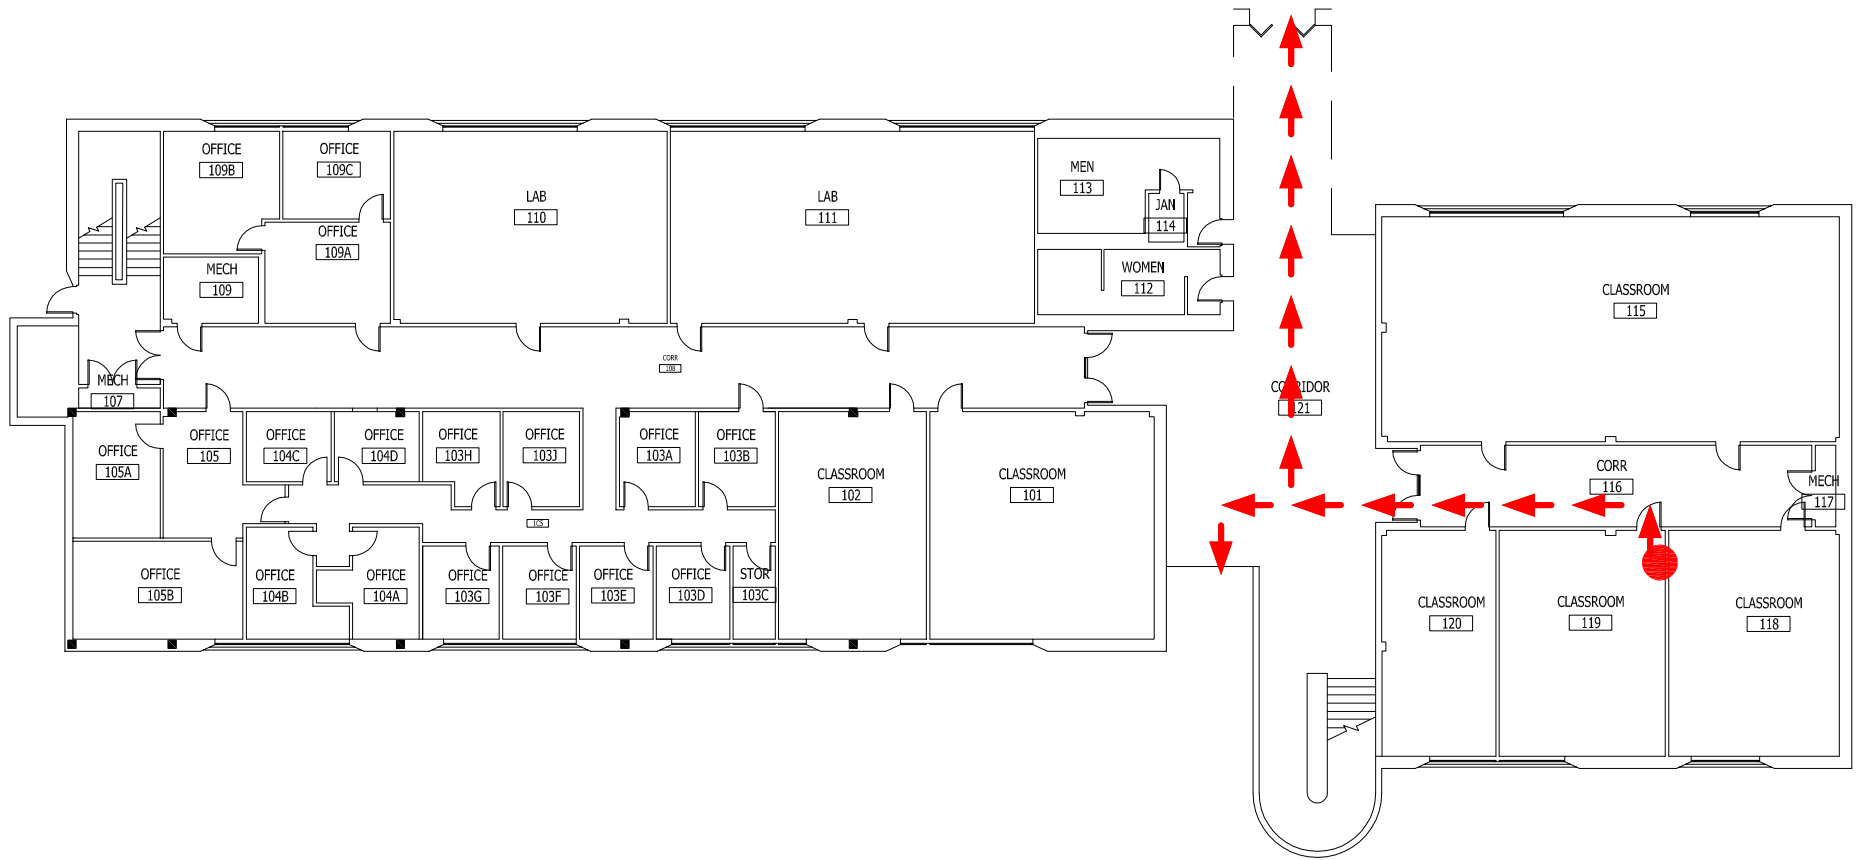 OFFICE
109B
OFFICE
109C
LAB
110
LAB
111
MEN
113
JAN
114
OFFICE
109A
MECH
109
WOMEN
112
CLASSROOM
115
CORR
108
MECH
107
CORRIDOR
121
OFFICE
105A
OFFICE
105
OFFICE
104C
OFFICE
104D
OFFICE
103H
OFFICE
103J
OFFICE
103A
OFFICE
103B
CLASSROOM
102
CLASSROOM
101
CORR
116
MECH
117
OFFICE
105B
OFFICE
104B
OFFICE
104A
OFFICE
103G
OFFICE
103F
OFFICE
103E
OFFICE
103D
STOR
103C
CLASSROOM
120
CLASSROOM
119
CLASSROOM
118